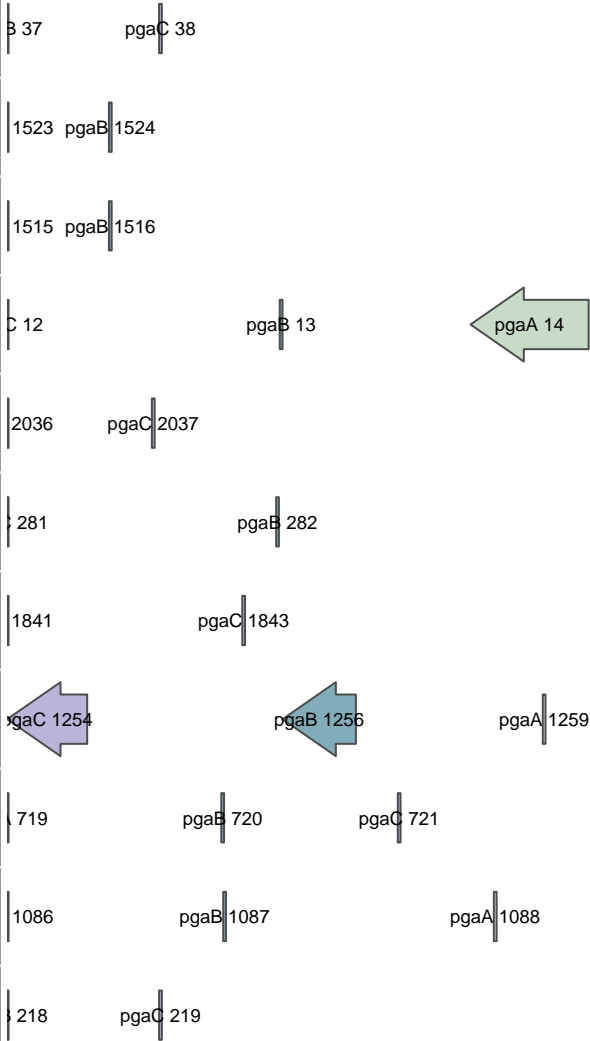 B 37 pgaC 38
1523 pgaB 1524
1515 pgaB 1516
C 12 pgaB 13 pgaA 14
2036 pgaC 2037
281 pgaB 282
1841 pgaC 1843
pgaC 1254 pgaB 1256 pgaA 1259
719 pgaB 720 pgaC 721
1086 pgaB 1087 pgaA 1088
218 pgaC 219